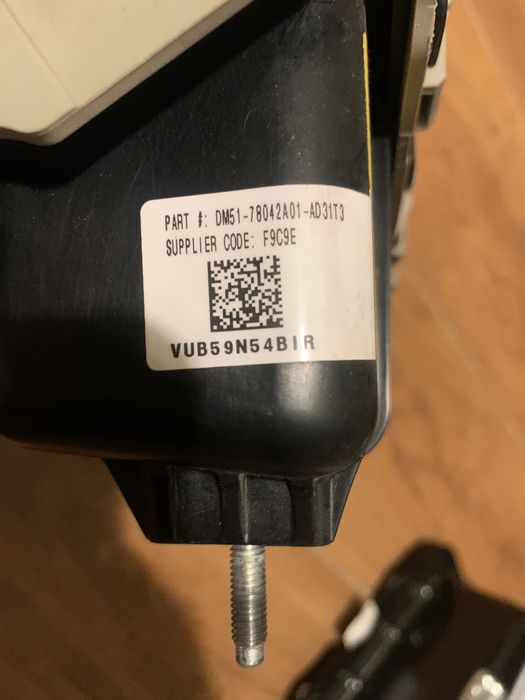 PART #: DM51-78042A01-AD31T3
SUPPLIER CODE: F9C9E
VUB59N54BIR